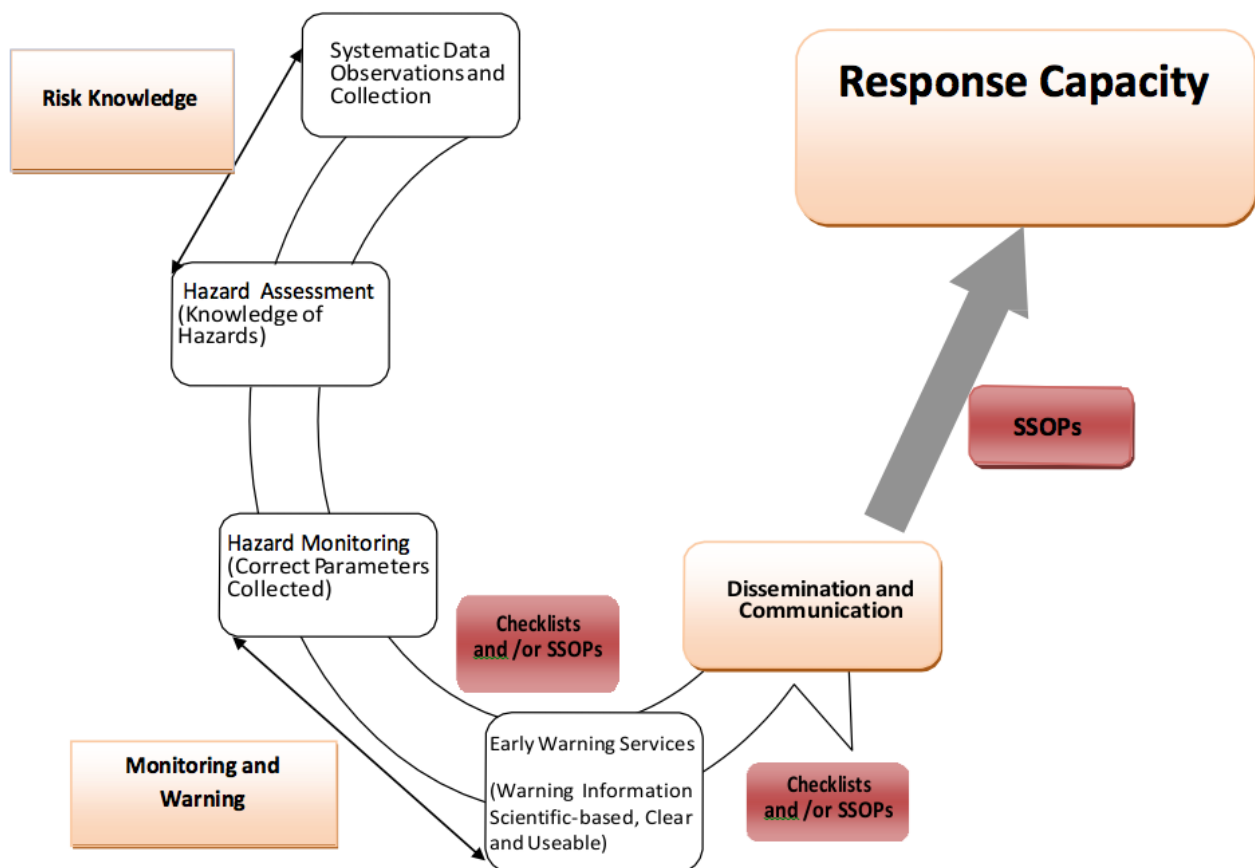 Systematic Data
Observations and
Collection
Risk Knowledge
Response Capacity
Hazard Assessment
(Knowledge of
Hazards)
SSOPs
Hazard Monitoring
(Correct Parameters
Collected)
Checklists
and /or SSOPs
Dissemination and
Communication
Early Warning Services
(Warning Information
Scientific-based, Clear
and Useable)
Monitoring and
Warning
Checklists
and /or SSOPs